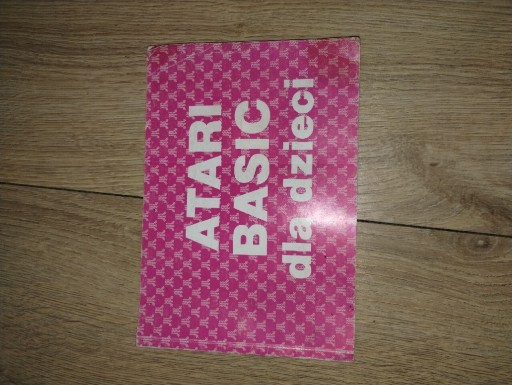 ATARI
BASIC
dla dzieci